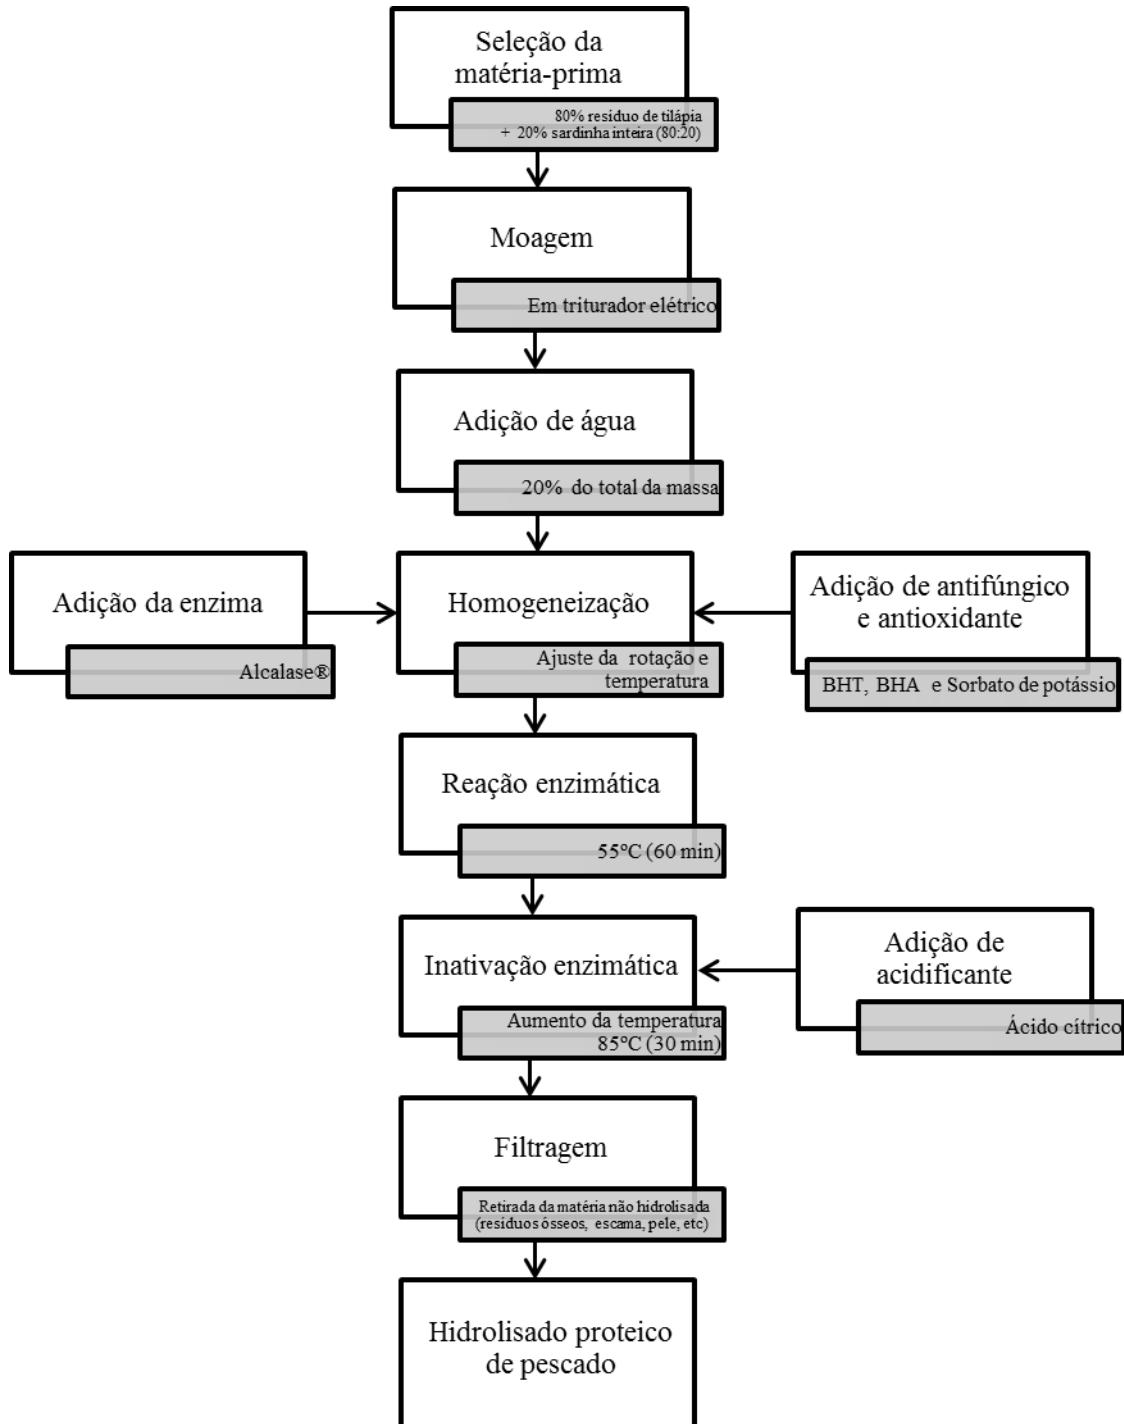 Seleção da
matéria-prima
80% resíduo de tilápia
+ 20% sardinha inteira (80:20)
Moagem
Em triturador elétrico
Adição de água
20% do total da massa
Adição da enzima
Alcalase®
Homogeneização
Ajuste da rotação e
temperatura
Adição de antifúngico
e antioxidante
BHT, BHA e Sorbato de potássio
Reação enzimática
55ºC (60 min)
Inativação enzimática
Aumento da temperatura
85ºC (30 min)
Adição de
acidificante
Ácido cítrico
Filtragem
Retirada da matéria não hidrolisada
(resíduos ósseos, escama, pele, etc)
Hidrolisado proteico
de pescado